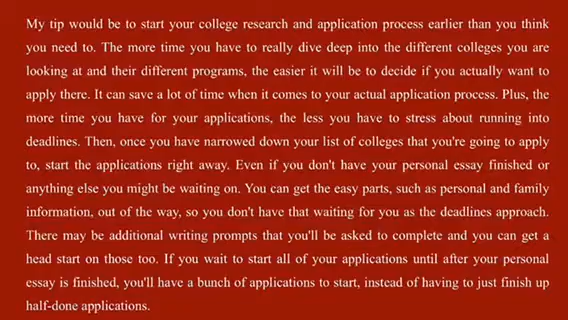 My tip would be to start your college research and application process earlier than you think
you need to. The more time you have to really dive deep into the different colleges you are
looking at and their different programs, the easier it will be to decide if you actually want to
apply there. It can save a lot of time when it comes to your actual application process. Plus, the
more time you have for your applications, the less you have to stress about running into
deadlines. Then, once you have narrowed down your list of colleges that you're going to apply
to, start the applications right away. Even if you don't have your personal essay finished or
anything else you might be waiting on. You can get the easy parts, such as personal and family
information, out of the way, so you don't have that waiting for you as the deadlines approach.
There may be additional writing prompts that you'll be asked to complete and you can get a
head start on those too. If you wait to start all of your applications until after your personal
essay is finished, you'll have a bunch of applications to start, instead of having to just finish up
half-done applications.